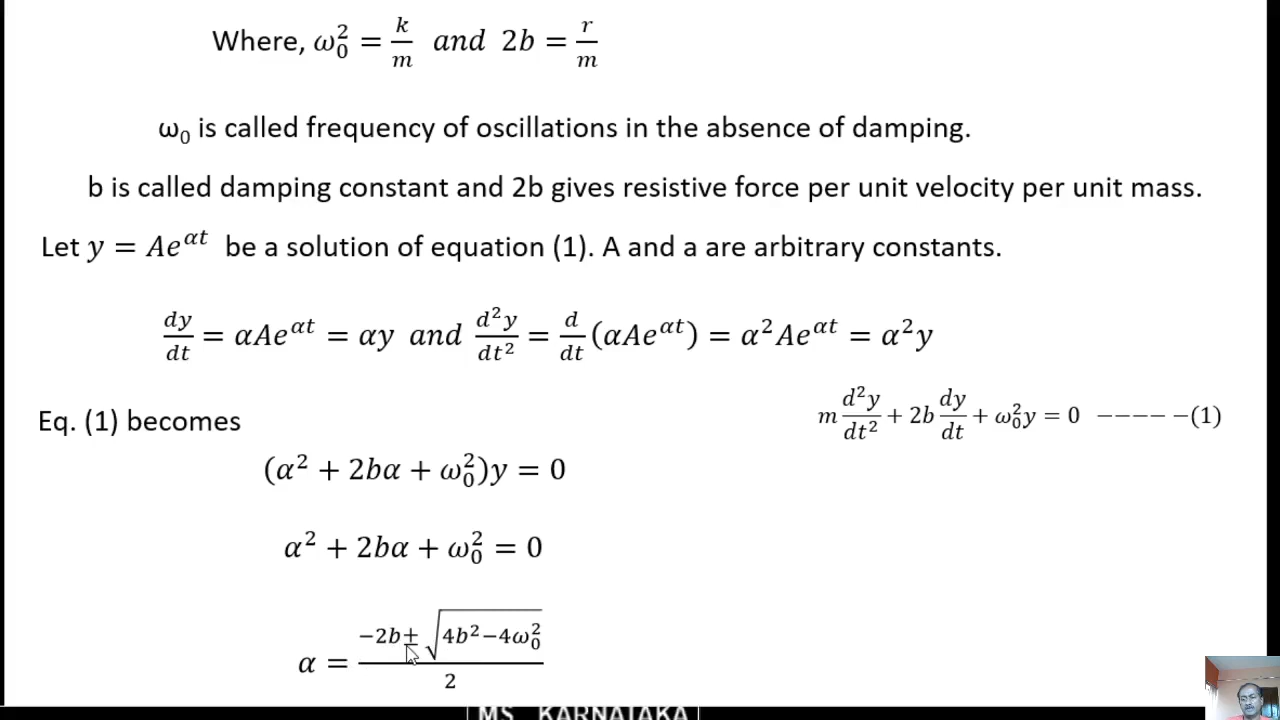 Where, ω₀² = k/m and 2b = r/m
ω₀ is called frequency of oscillations in the absence of damping.
b is called damping constant and 2b gives resistive force per unit velocity per unit mass.
Let y = Ae^{αt} be a solution of equation (1). A and a are arbitrary constants.
dy/dt = αAe^{αt} = αy and d²y/dt² = d/dt (αAe^{αt}) = α²Ae^{αt} = α²y
m d²y/dt² + 2b dy/dt + ω₀²y = 0 −−−−− −(1)
Eq. (1) becomes
(α² + 2bα + ω₀²)y = 0
α² + 2bα + ω₀² = 0
α = (−2b ± √(4b²−4ω₀²))/2
MS KARNATAKA